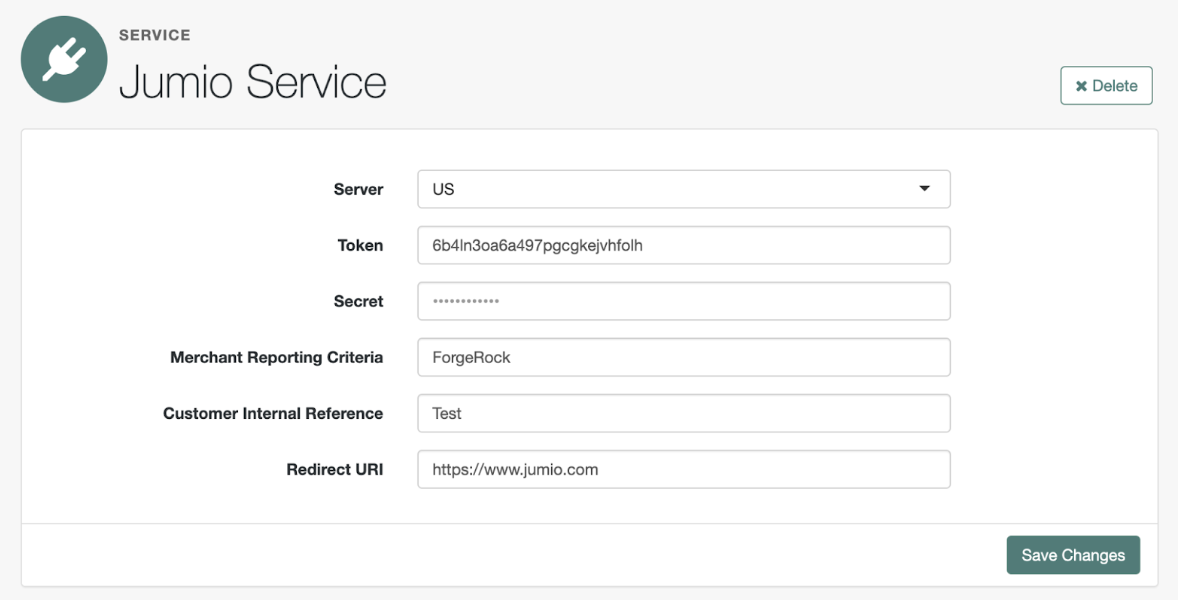 SERVICE
Jumio Service
✖ Delete
Server
US
Token
6b4ln3oa6a497pgcgkejvhfolh
Secret
••••••••••••
Merchant Reporting Criteria
ForgeRock
Customer Internal Reference
Test
Redirect URI
https://www.jumio.com
Save Changes